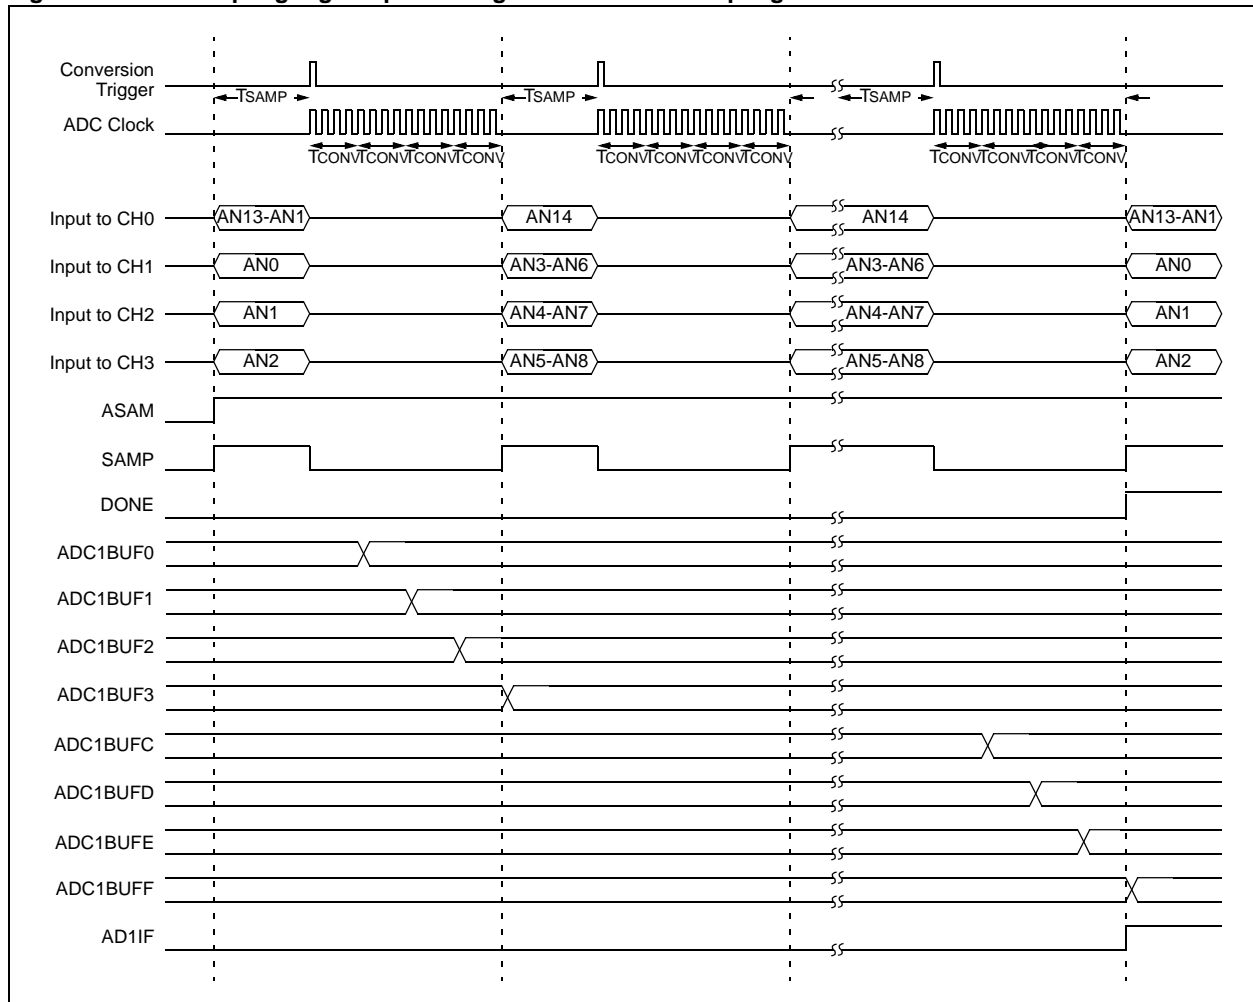 Conversion
Trigger
TSAMP TSAMP TSAMP
ADC Clock
TCONV TCONV TCONV TCONV TCONV TCONV TCONV TCONV TCONV TCONV TCONV TCONV
Input to CH0 AN13-AN1 AN14 AN14 AN13-AN1
Input to CH1 AN0 AN3-AN6 AN3-AN6 AN0
Input to CH2 AN1 AN4-AN7 AN4-AN7 AN1
Input to CH3 AN2 AN5-AN8 AN5-AN8 AN2
ASAM
SAMP
DONE
ADC1BUF0
ADC1BUF1
ADC1BUF2
ADC1BUF3
ADC1BUFC
ADC1BUFD
ADC1BUFE
ADC1BUFF
AD1IF